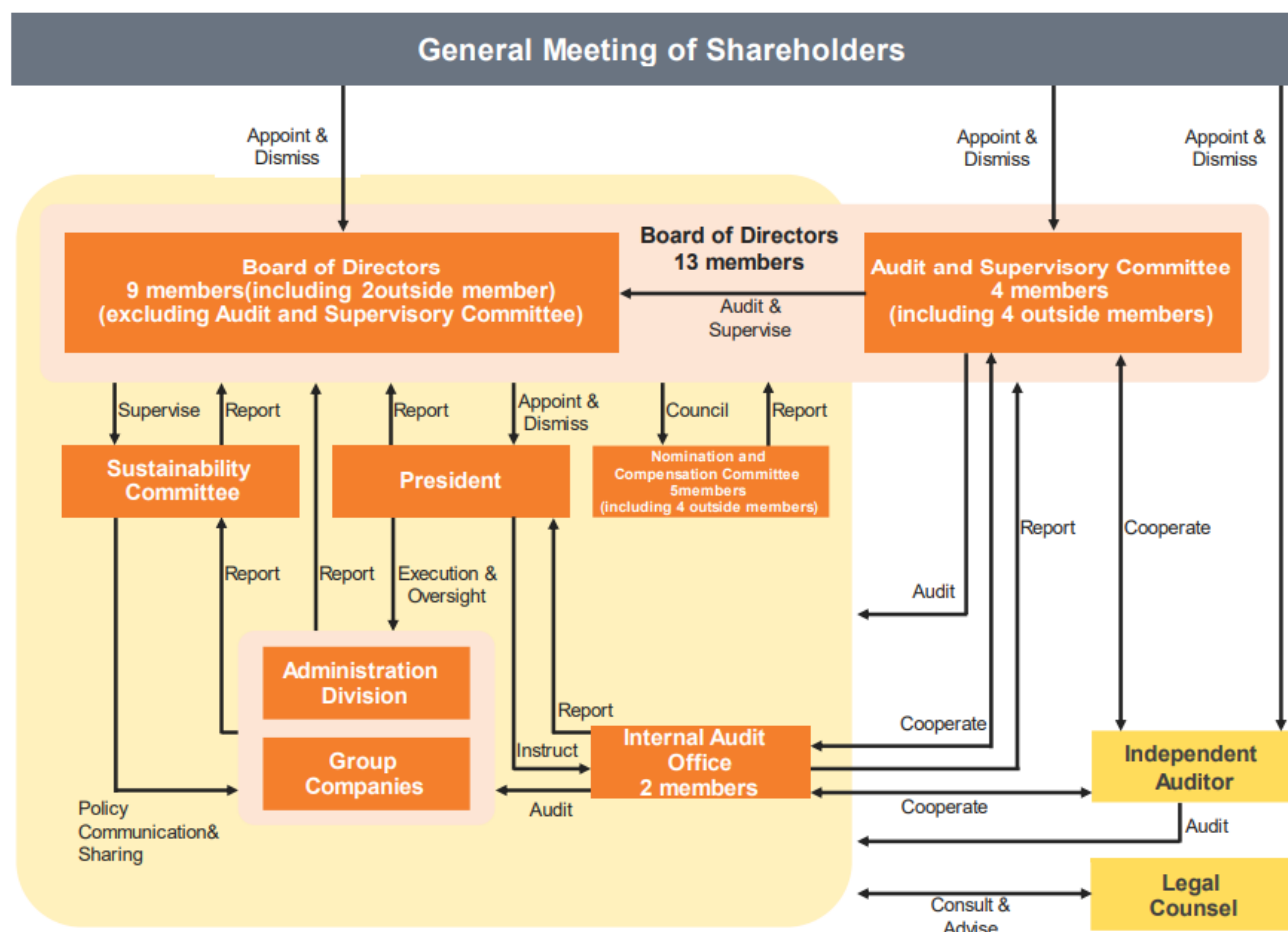 General Meeting of Shareholders
Appoint &
Dismiss
Appoint &
Dismiss
Appoint &
Dismiss
Board of Directors
13 members
Board of Directors
9 members(including 2outside member)
(excluding Audit and Supervisory Committee)
Audit &
Supervise
Audit and Supervisory Committee
4 members
(including 4 outside members)
Supervise
Report
Report
Appoint &
Dismiss
Council
Report
Sustainability
Committee
President
Nomination and
Compensation Committee
5members
(including 4 outside members)
Report
Cooperate
Report
Report
Execution &
Oversight
Audit
Administration
Division
Group
Companies
Report
Instruct
Internal Audit
Office
2 members
Cooperate
Independent
Auditor
Audit
Cooperate
Policy
Communication&
Sharing
Audit
Legal
Counsel
Consult &
Advise